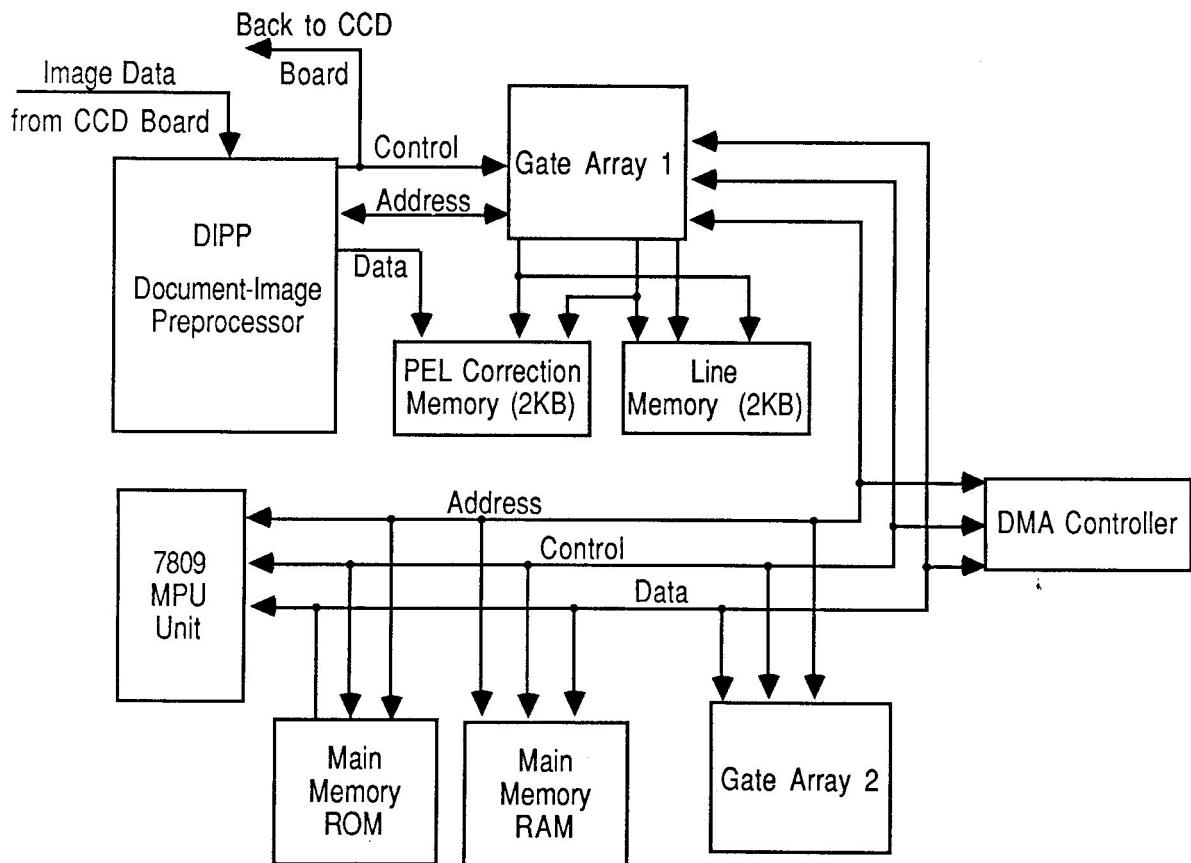 Back to CCD
Board
Image Data
from CCD Board
Control
Gate Array 1
Address
DIPP
Data
Document-Image
Preprocessor
PEL Correction
Memory (2KB)
Line
Memory (2KB)
Address
DMA Controller
Control
7809
MPU
Unit
Data
Main
Memory
ROM
Main
Memory
RAM
Gate Array 2